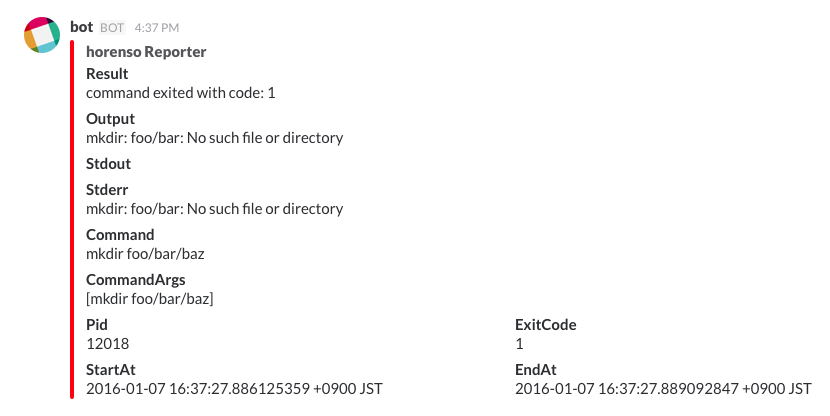 bot BOT 4:37 PM
horenso Reporter
Result
command exited with code: 1
Output
mkdir: foo/bar: No such file or directory
Stdout
Stderr
mkdir: foo/bar: No such file or directory
Command
mkdir foo/bar/baz
CommandArgs
[mkdir foo/bar/baz]
Pid ExitCode
12018 1
StartAt EndAt
2016-01-07 16:37:27.886125359 +0900 JST 2016-01-07 16:37:27.889092847 +0900 JST